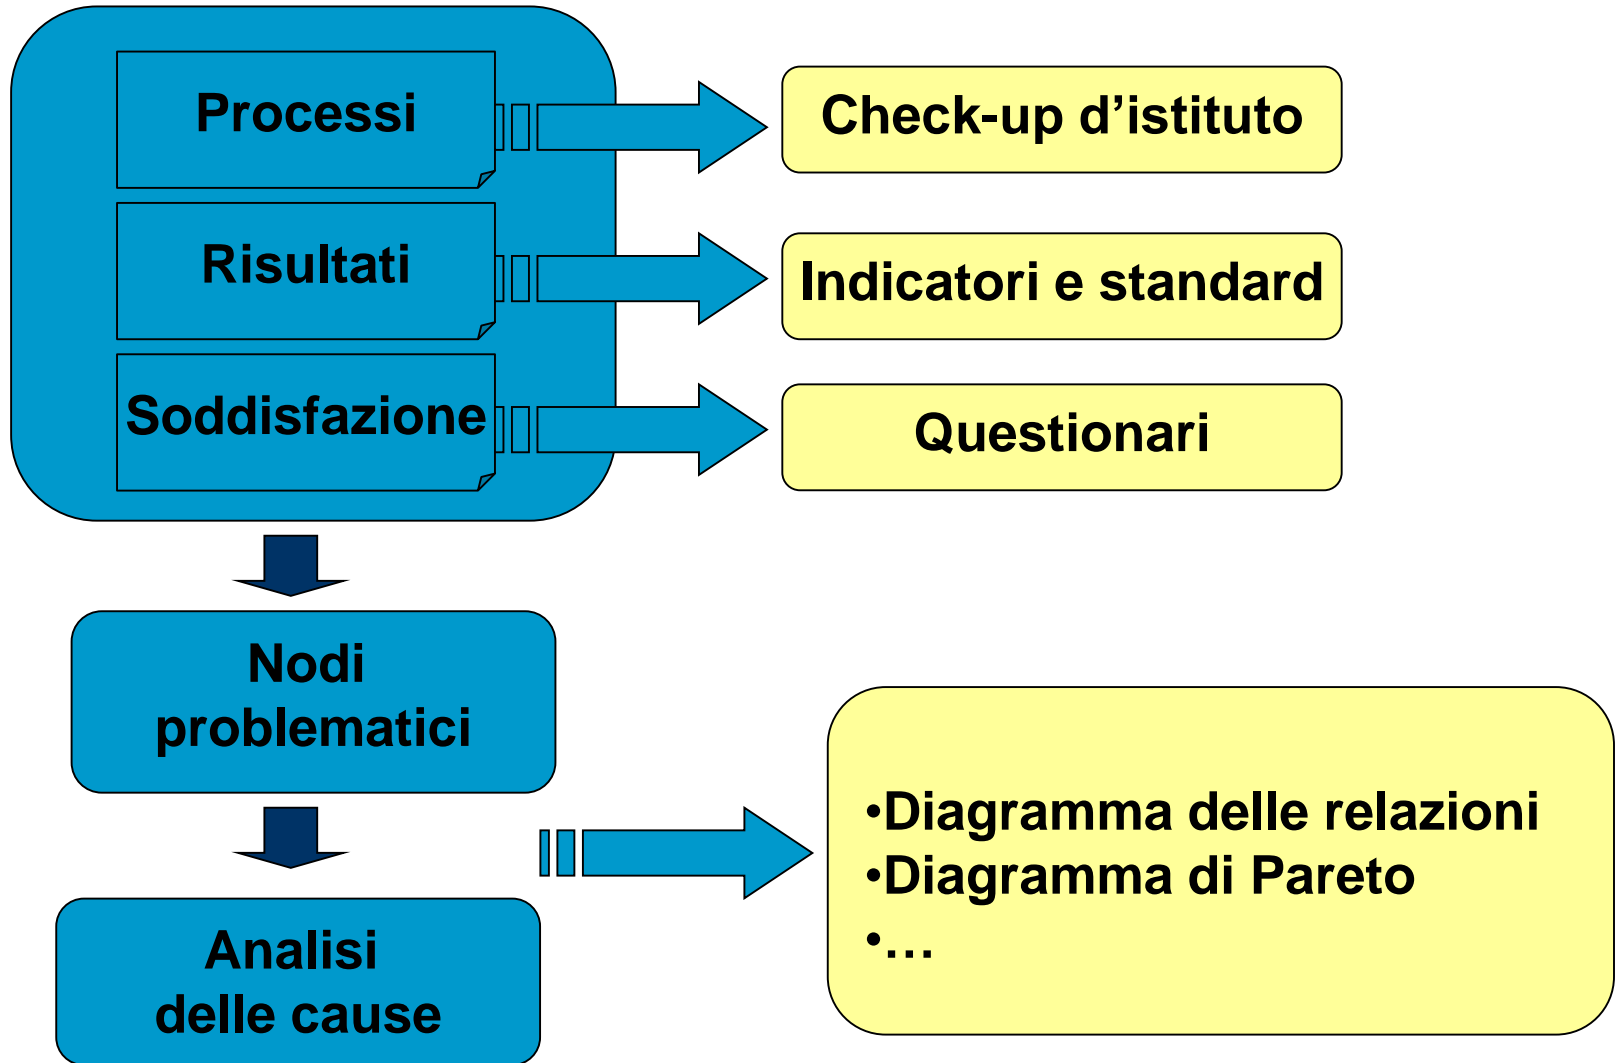 Processi
Check-up d’istituto
Risultati
Indicatori e standard
Soddisfazione
Questionari
Nodi
problematici
•Diagramma delle relazioni
•Diagramma di Pareto
•…
Analisi
delle cause